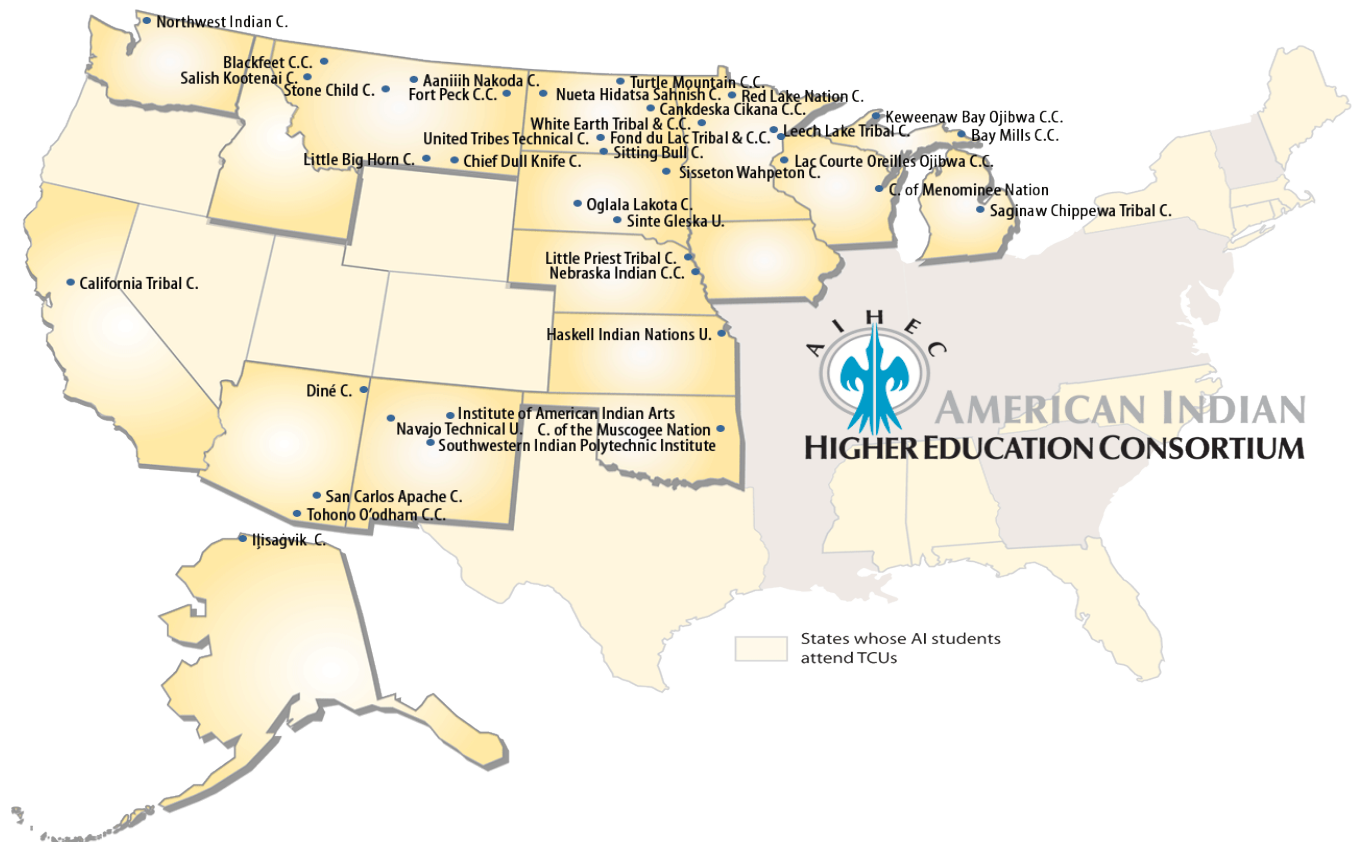 Northwest Indian C.
Blackfeet C.C.
Salish Kootenai C.
Stone Child C.
Aaniiih Nakoda C.
Fort Peck C.C.
Turtle Mountain C.C.
Nueta Hidatsa Sahnish C.
Red Lake Nation C.
Cankdeska Cikana C.C.
White Earth Tribal & C.C.
Keweenaw Bay Ojibwa C.C.
United Tribes Technical C.
Fond du Lac Tribal & C.C.
Leech Lake Tribal C.
Bay Mills C.C.
Sitting Bull C.
Little Big Horn C.
Chief Dull Knife C.
Lac Courte Oreilles Ojibwa C.C.
Sisseton Wahpeton C.
C. of Menominee Nation
Oglala Lakota C.
Saginaw Chippewa Tribal C.
Sinte Gleska U.
Little Priest Tribal C.
Nebraska Indian C.C.
California Tribal C.
Haskell Indian Nations U.
AIHEC
Diné C.
Institute of American Indian Arts
Navajo Technical U.
C. of the Muscogee Nation
Southwestern Indian Polytechnic Institute
AMERICAN INDIAN
HIGHER EDUCATION CONSORTIUM
San Carlos Apache C.
Tohono O'odham C.C.
Iļisaġvik C.
States whose AI students
attend TCUs